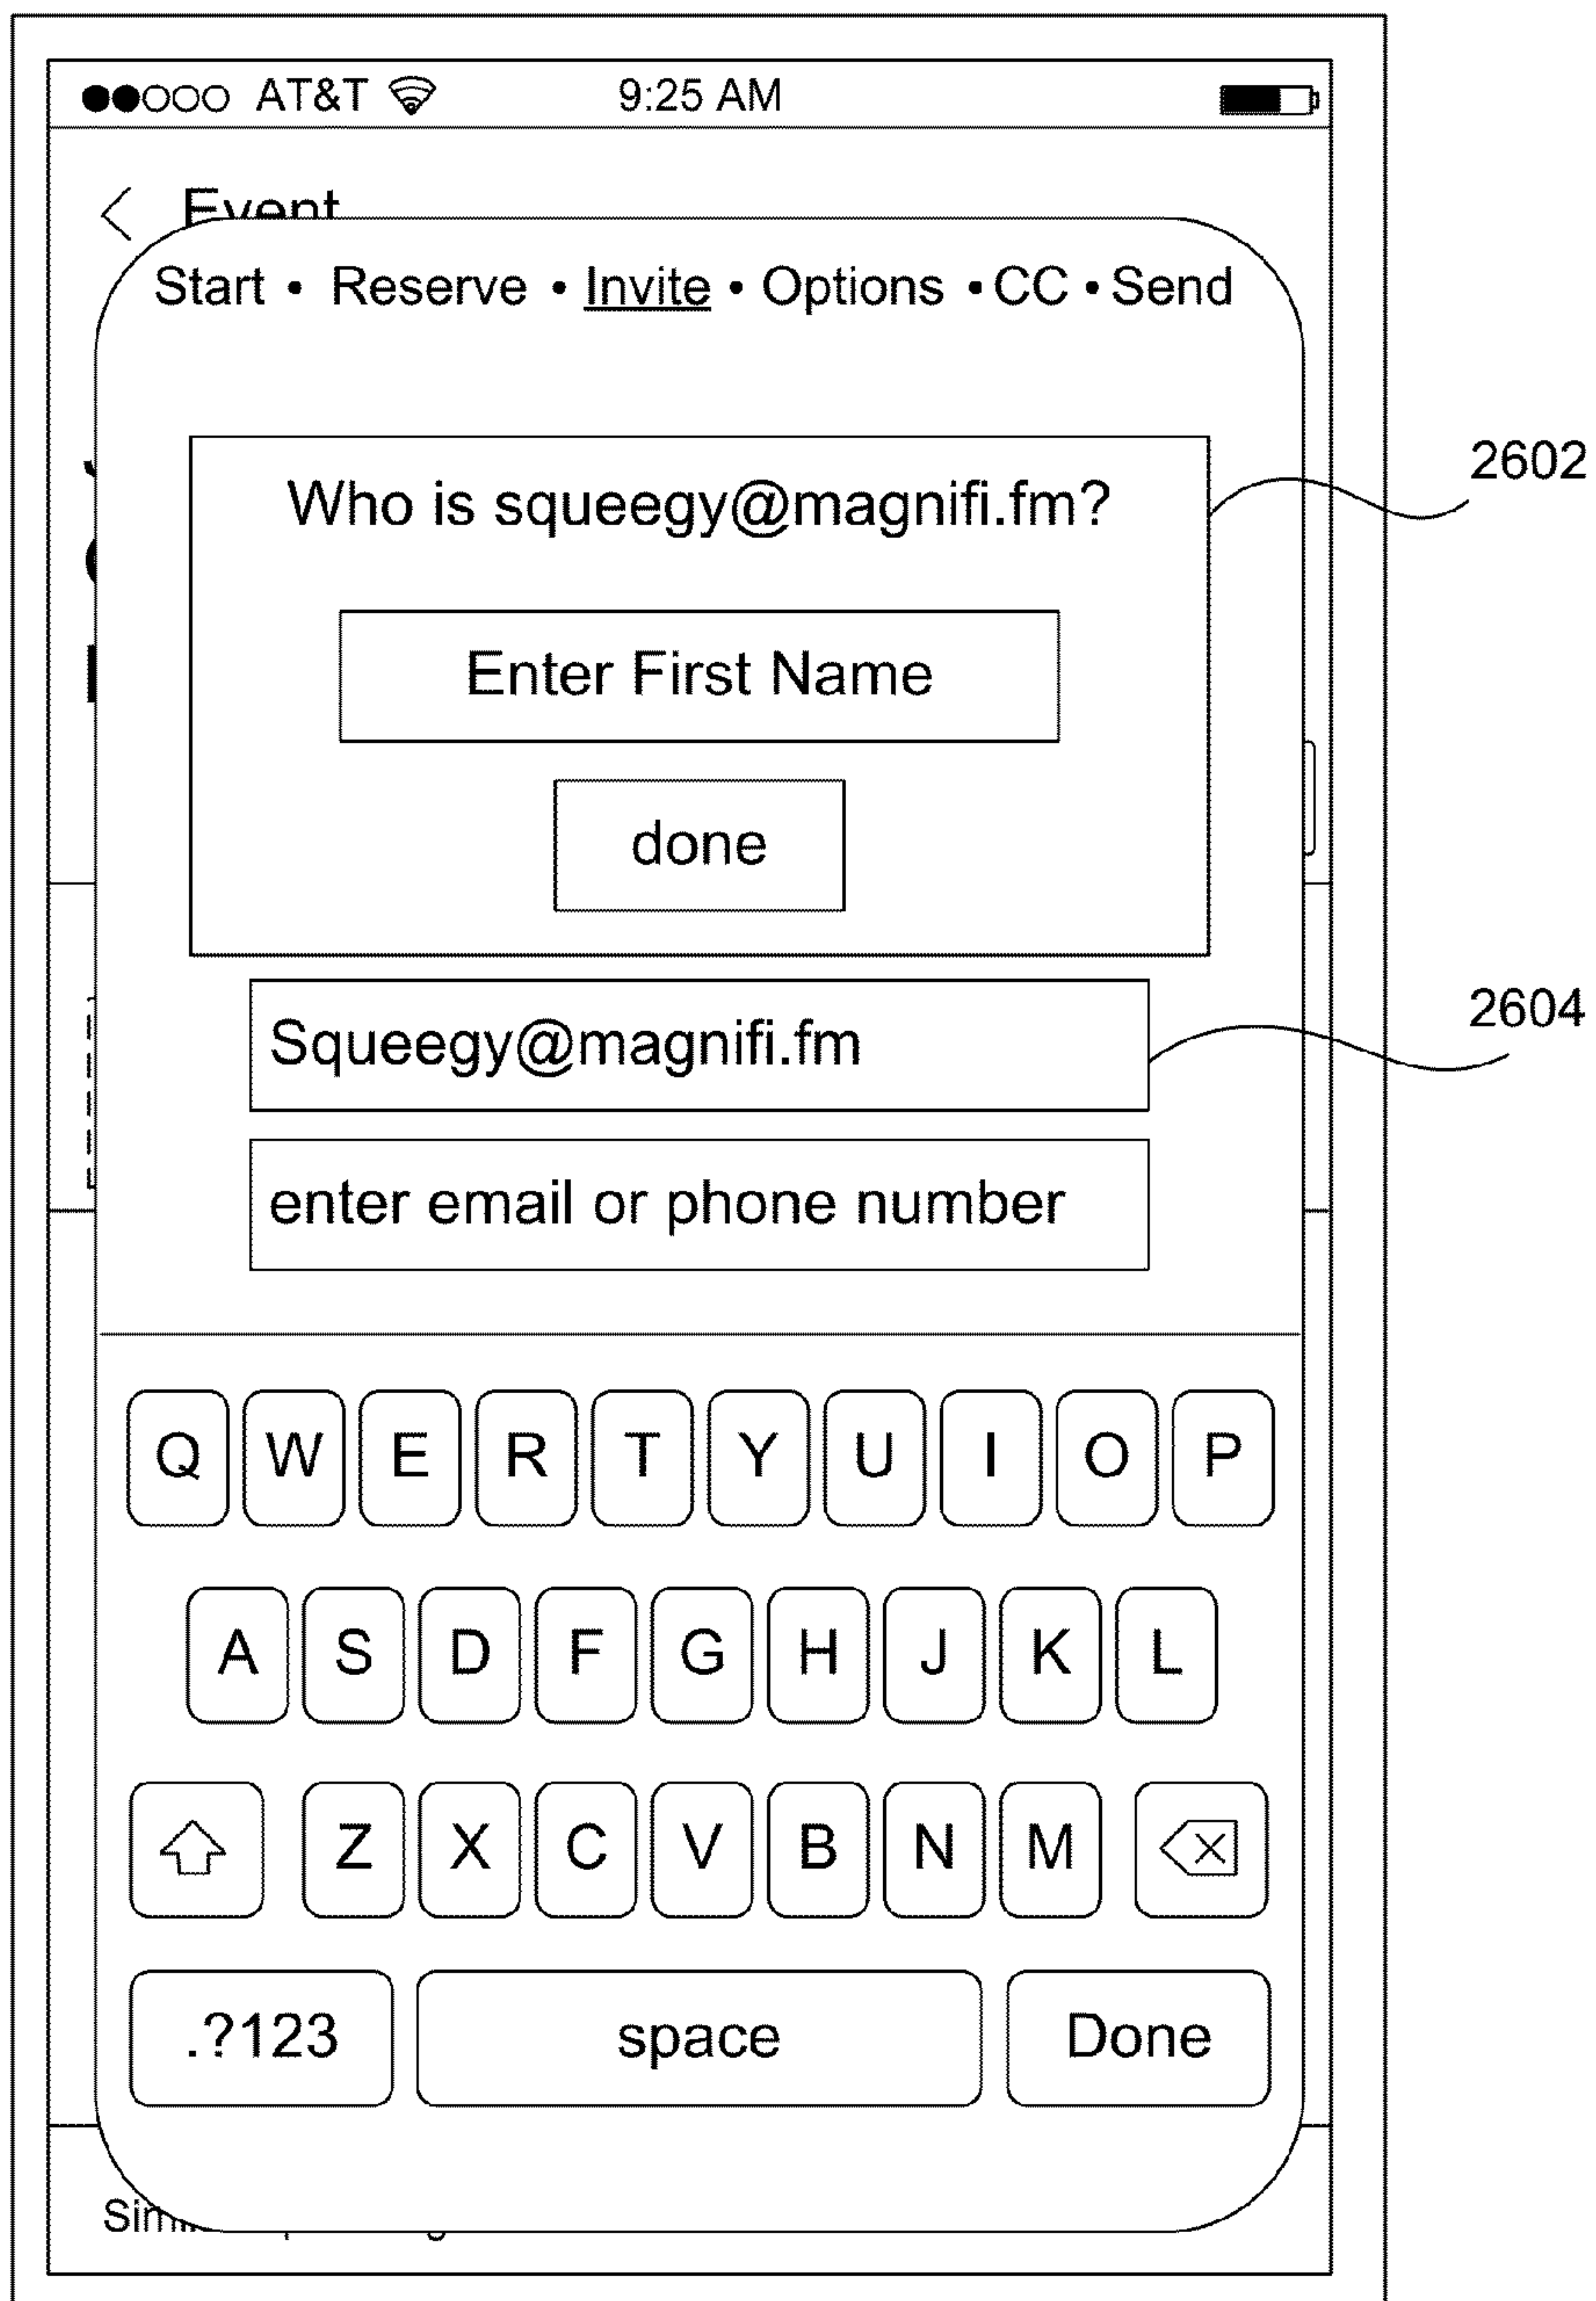 AT&T 9:25 AM
Event
Start • Reserve • Invite • Options • CC • Send
2602
Who is squeegy@magnifi.fm?
Enter First Name
done
2604
Squeegy@magnifi.fm
enter email or phone number
Q W E R T Y U I O P
A S D F G H J K L
Z X C V B N M
.?123 space Done